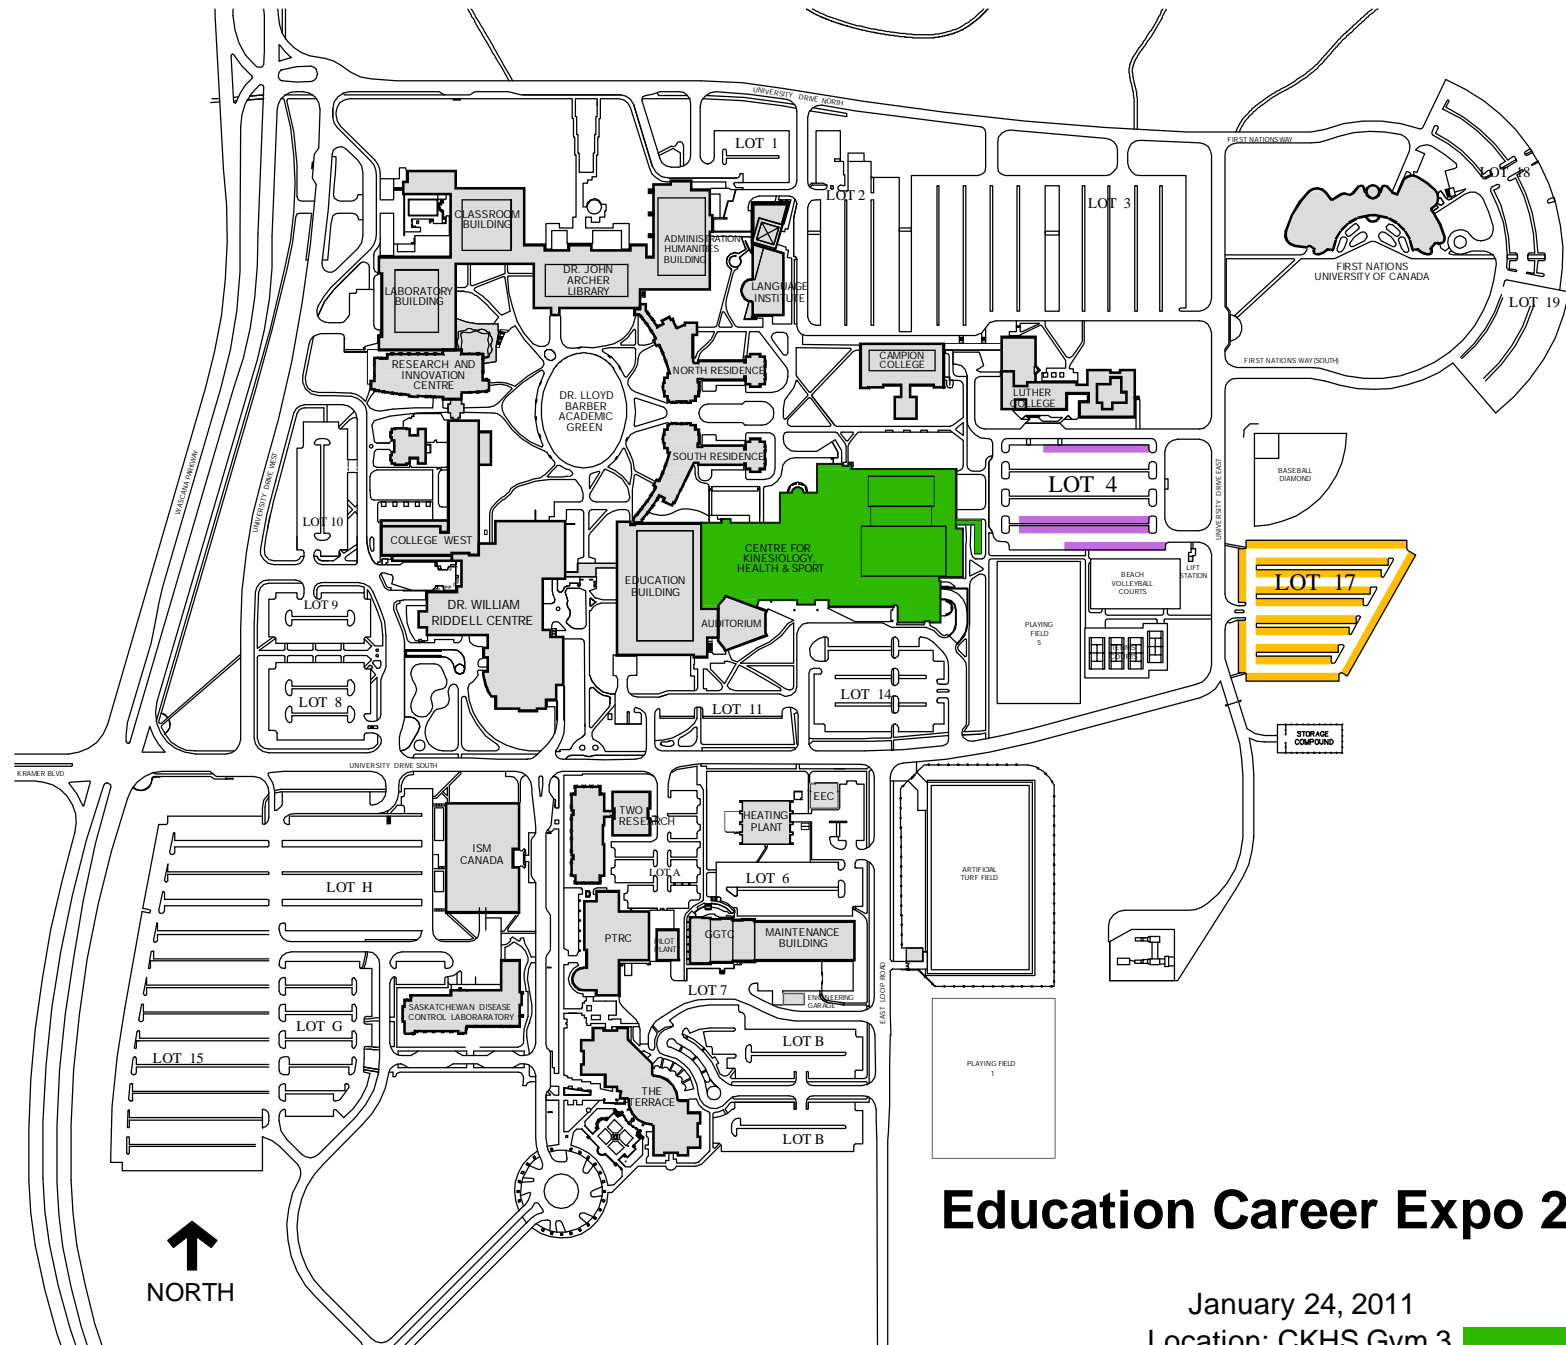 UNIVERSITY DRIVE NORTH
LOT 1
FIRST NATIONS WAY
LOT 18
LOT 2
LOT 3
CLASSROOM
BUILDING
ADMINISTRATION
HUMANITIES
BUILDING
DR. JOHN
ARCHER
LIBRARY
LABORATORY
BUILDING
LANGUAGE
INSTITUTE
FIRST NATIONS
UNIVERSITY OF CANADA
LOT 19
RESEARCH AND
INNOVATION
CENTRE
NORTH RESIDENCE
CAMPION
COLLEGE
FIRST NATIONS WAY (SOUTH)
LUTHER
COLLEGE
DR. LLOYD
BARBER
ACADEMIC
GREEN
SOUTH RESIDENCE
WASCANA PARKWAY
UNIVERSITY DRIVE WEST
UNIVERSITY DRIVE EAST
BASEBALL
DIAMOND
LOT 4
LOT 10
COLLEGE WEST
CENTRE FOR
KINESIOLOGY,
HEALTH & SPORT
EDUCATION
BUILDING
LIFT
STATION
BEACH
VOLLEYBALL
COURTS
LOT 17
LOT 9
DR. WILLIAM
RIDDELL CENTRE
AUDITORIUM
PLAYING
FIELD
5
TENNIS
COURTS
LOT 8
LOT 11
LOT 14
STORAGE
COMPOUND
KRAMER BLVD
UNIVERSITY DRIVE SOUTH
TWO
RESEARCH
HEATING
PLANT
EEC
ISM
CANADA
LOT H
LOT A
LOT 6
ARTIFICIAL
TURF FIELD
PTRC
PILOT
PLANT
GGTC
MAINTENANCE
BUILDING
LOT 7
ENGINEERING
GARAGE
EAST LOOP ROAD
SASKATCHEWAN DISEASE
CONTROL LABORARATORY
LOT G
LOT 15
LOT B
PLAYING FIELD
1
THE
TERRACE
LOT B
Education Career Expo 2
NORTH
January 24, 2011
Location: CKHS Gym 3